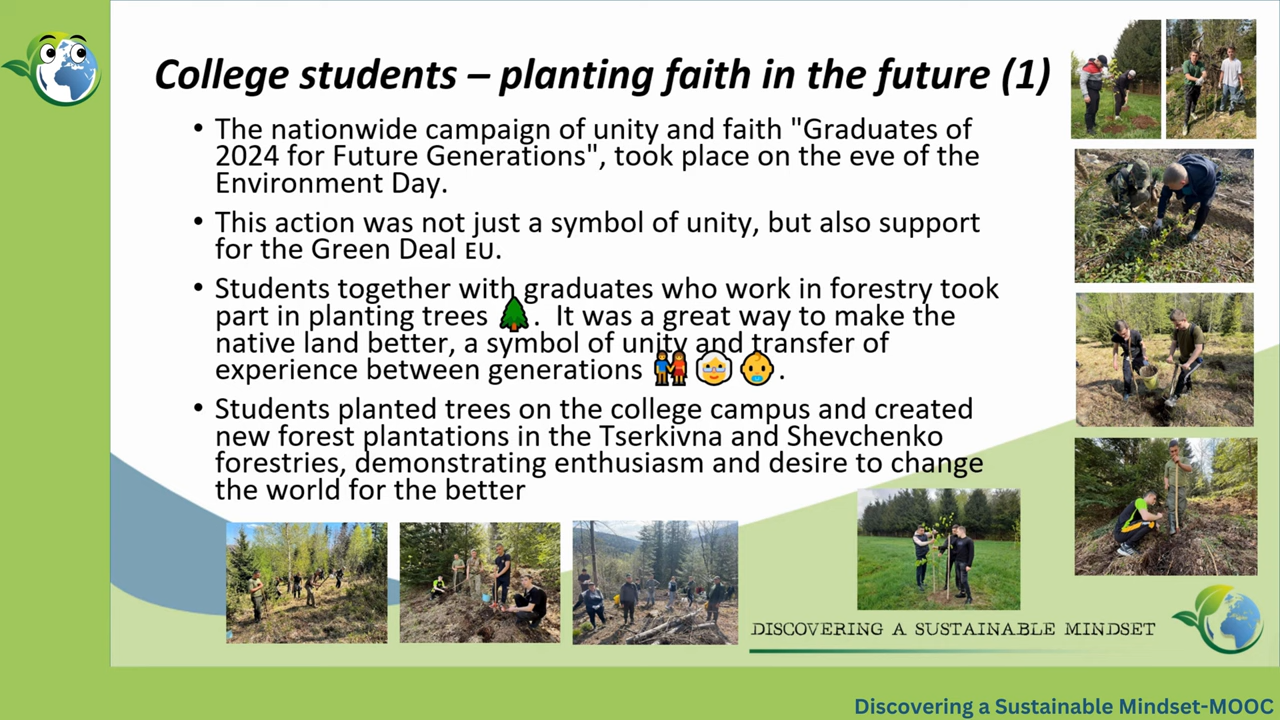 College students – planting faith in the future (1)
• The nationwide campaign of unity and faith "Graduates of
2024 for Future Generations", took place on the eve of the
Environment Day.
• This action was not just a symbol of unity, but also support
for the Green Deal EU.
• Students together with graduates who work in forestry took
part in planting trees 🌲. It was a great way to make the
native land better, a symbol of unity and transfer of
experience between generations 👫👵👶.
• Students planted trees on the college campus and created
new forest plantations in the Tserkivna and Shevchenko
forestries, demonstrating enthusiasm and desire to change
the world for the better
DISCOVERING A SUSTAINABLE MINDSET
Discovering a Sustainable Mindset-MOOC